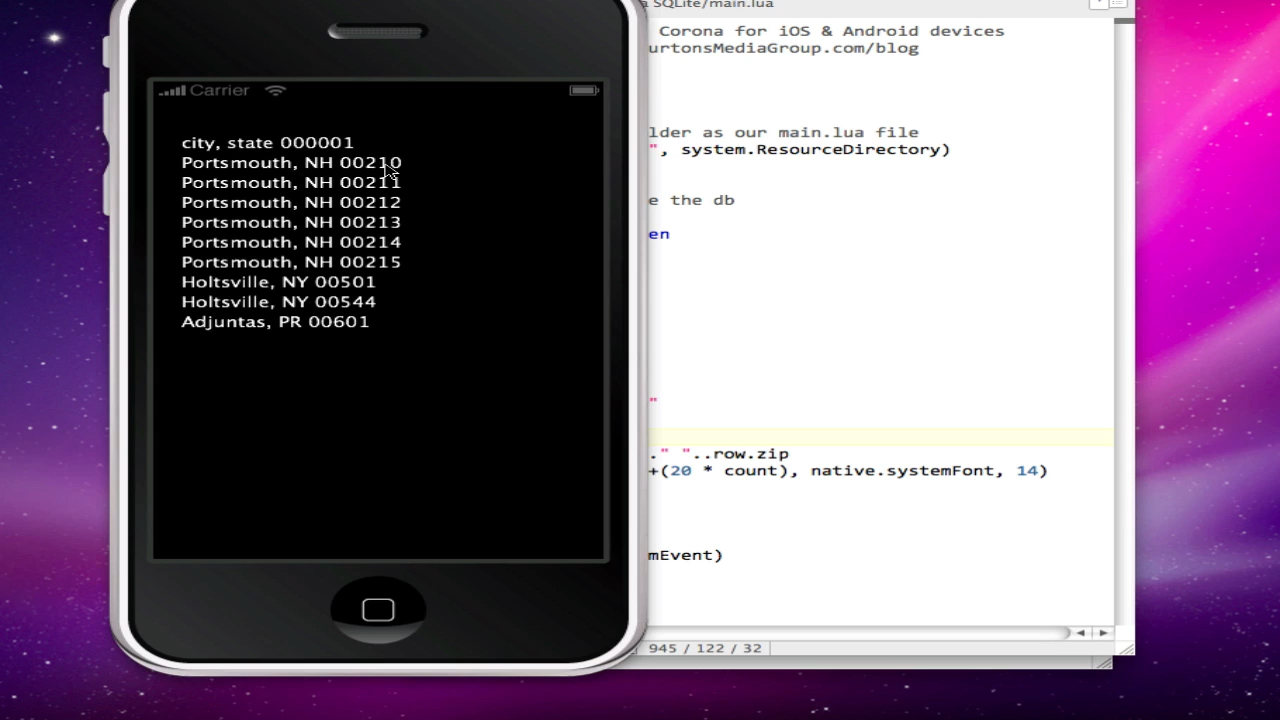 Carrier
city, state 000001
Portsmouth, NH 00210
Portsmouth, NH 00211
Portsmouth, NH 00212
Portsmouth, NH 00213
Portsmouth, NH 00214
Portsmouth, NH 00215
Holtsville, NY 00501
Holtsville, NY 00544
Adjuntas, PR 00601
SQLite/main.lua
Corona for iOS & Android devices
urtonsMediaGroup.com/blog
lder as our main.lua file
", system.ResourceDirectory)
e the db
en
"
." "..row.zip
+(20 * count), native.systemFont, 14)
mEvent)
945 / 122 / 32